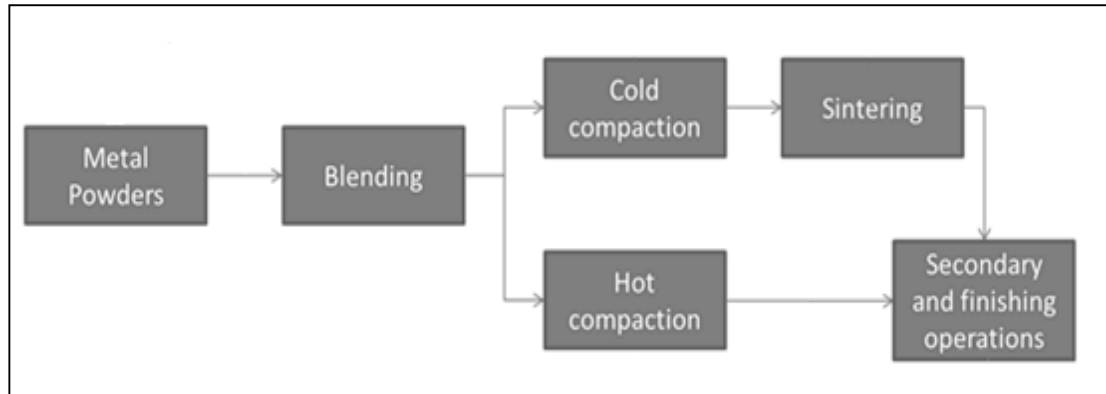 Metal
Powders
Blending
Cold
compaction
Sintering
Hot
compaction
Secondary
and finishing
operations